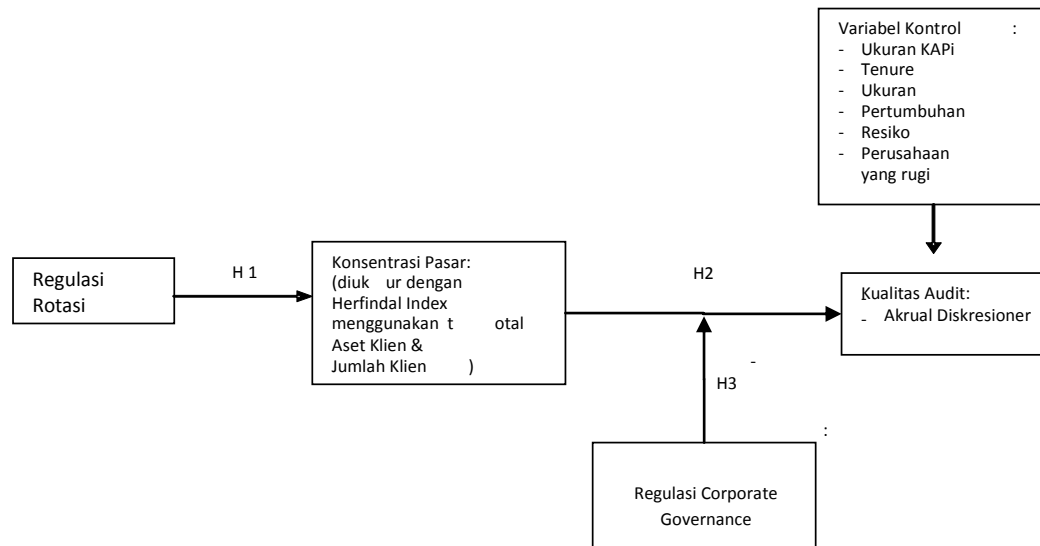 Variabel Kontrol :
- Ukuran KAPi
- Tenure
- Ukuran
- Pertumbuhan
- Resiko
- Perusahaan
yang rugi
Regulasi
Rotasi
H 1
Konsentrasi Pasar:
(diuk ur dengan
Herfindal Index
menggunakan t otal
Aset Klien &
Jumlah Klien )
H2
Kualitas Audit:
- Akrual Diskresioner
-
H3
:
Regulasi Corporate
Governance